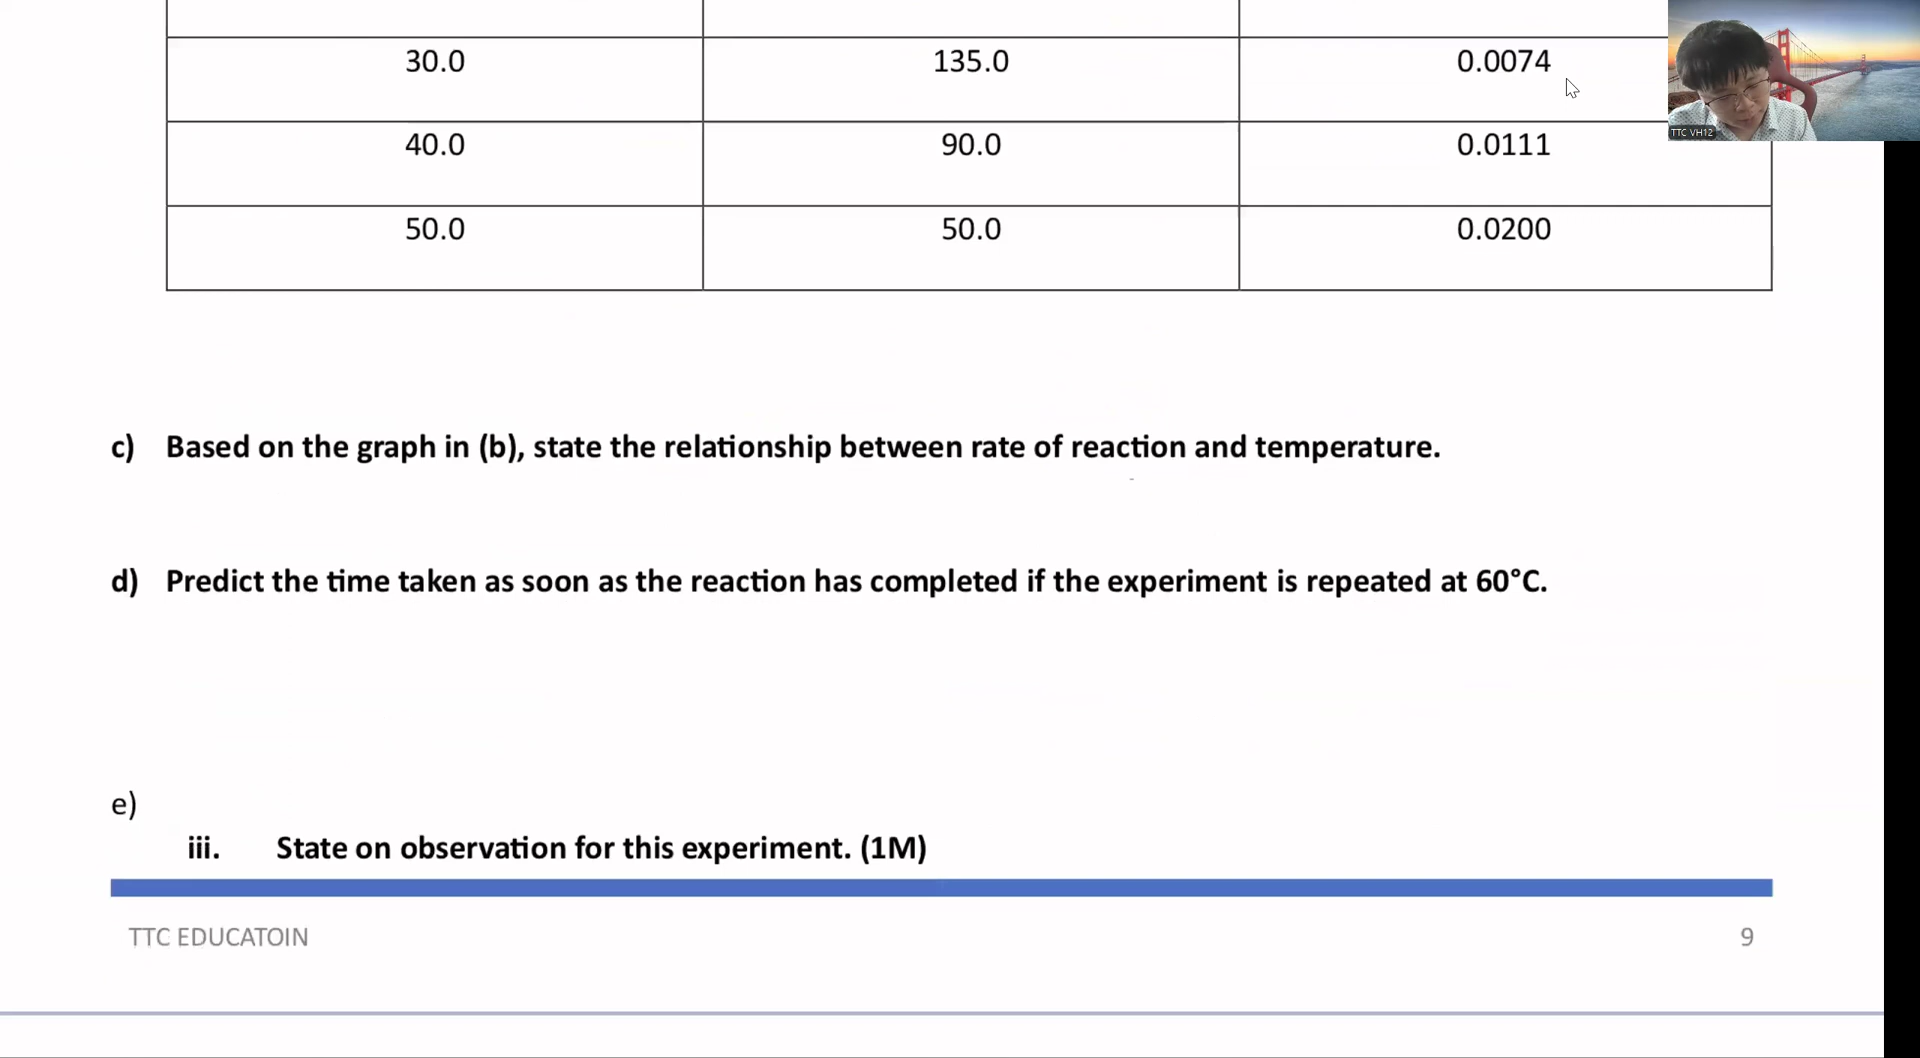 30.0 135.0 0.0074
TTC VH12
40.0 90.0 0.0111
50.0 50.0 0.0200
c) Based on the graph in (b), state the relationship between rate of reaction and temperature.
d) Predict the time taken as soon as the reaction has completed if the experiment is repeated at 60°C.
e)
iii. State on observation for this experiment. (1M)
TTC EDUCATOIN 9